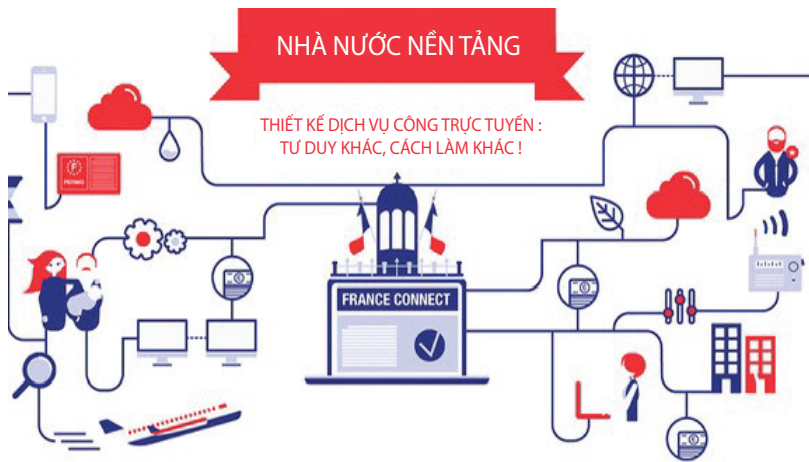 NHÀ NƯỚC NỀN TẢNG
THIẾT KẾ DỊCH VỤ CÔNG TRỰC TUYẾN :
TƯ DUY KHÁC, CÁCH LÀM KHÁC !
F
PERMIS
FRANCE CONNECT